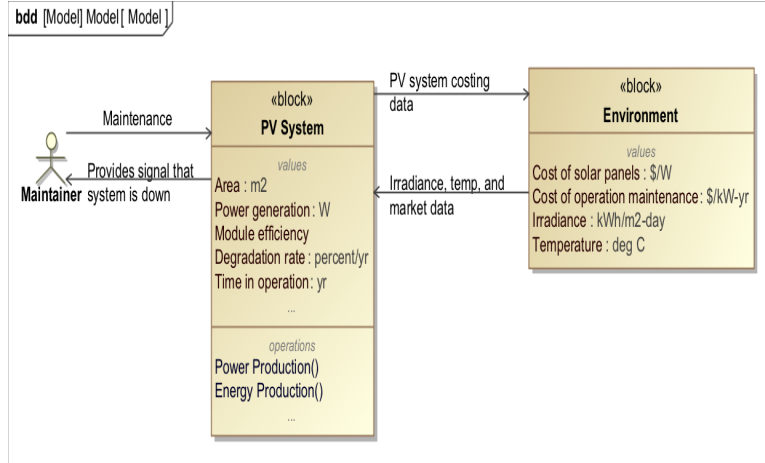 bdd [Model] Model [ Model ]
Maintenance
Provides signal that
system is down
Maintainer
«block»
PV System
values
Area : m2
Power generation : W
Module efficiency
Degradation rate : percent/yr
Time in operation : yr
...
operations
Power Production()
Energy Production()
...
PV system costing
data
Irradiance, temp, and
market data
«block»
Environment
values
Cost of solar panels : $/W
Cost of operation maintenance : $/kW-yr
Irradiance : kWh/m2-day
Temperature : deg C